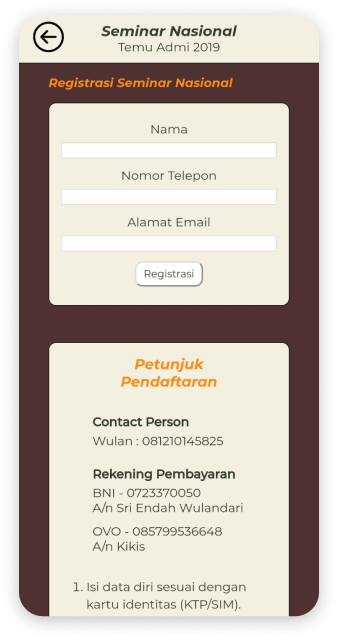 Seminar Nasional
Temu Admi 2019
Registrasi Seminar Nasional
Nama
Nomor Telepon
Alamat Email
Registrasi
Petunjuk
Pendaftaran
Contact Person
Wulan : 081210145825
Rekening Pembayaran
BNI - 0723370050
A/n Sri Endah Wulandari
OVO - 085799536648
A/n Kikis
1. Isi data diri sesuai dengan
kartu identitas (KTP/SIM).